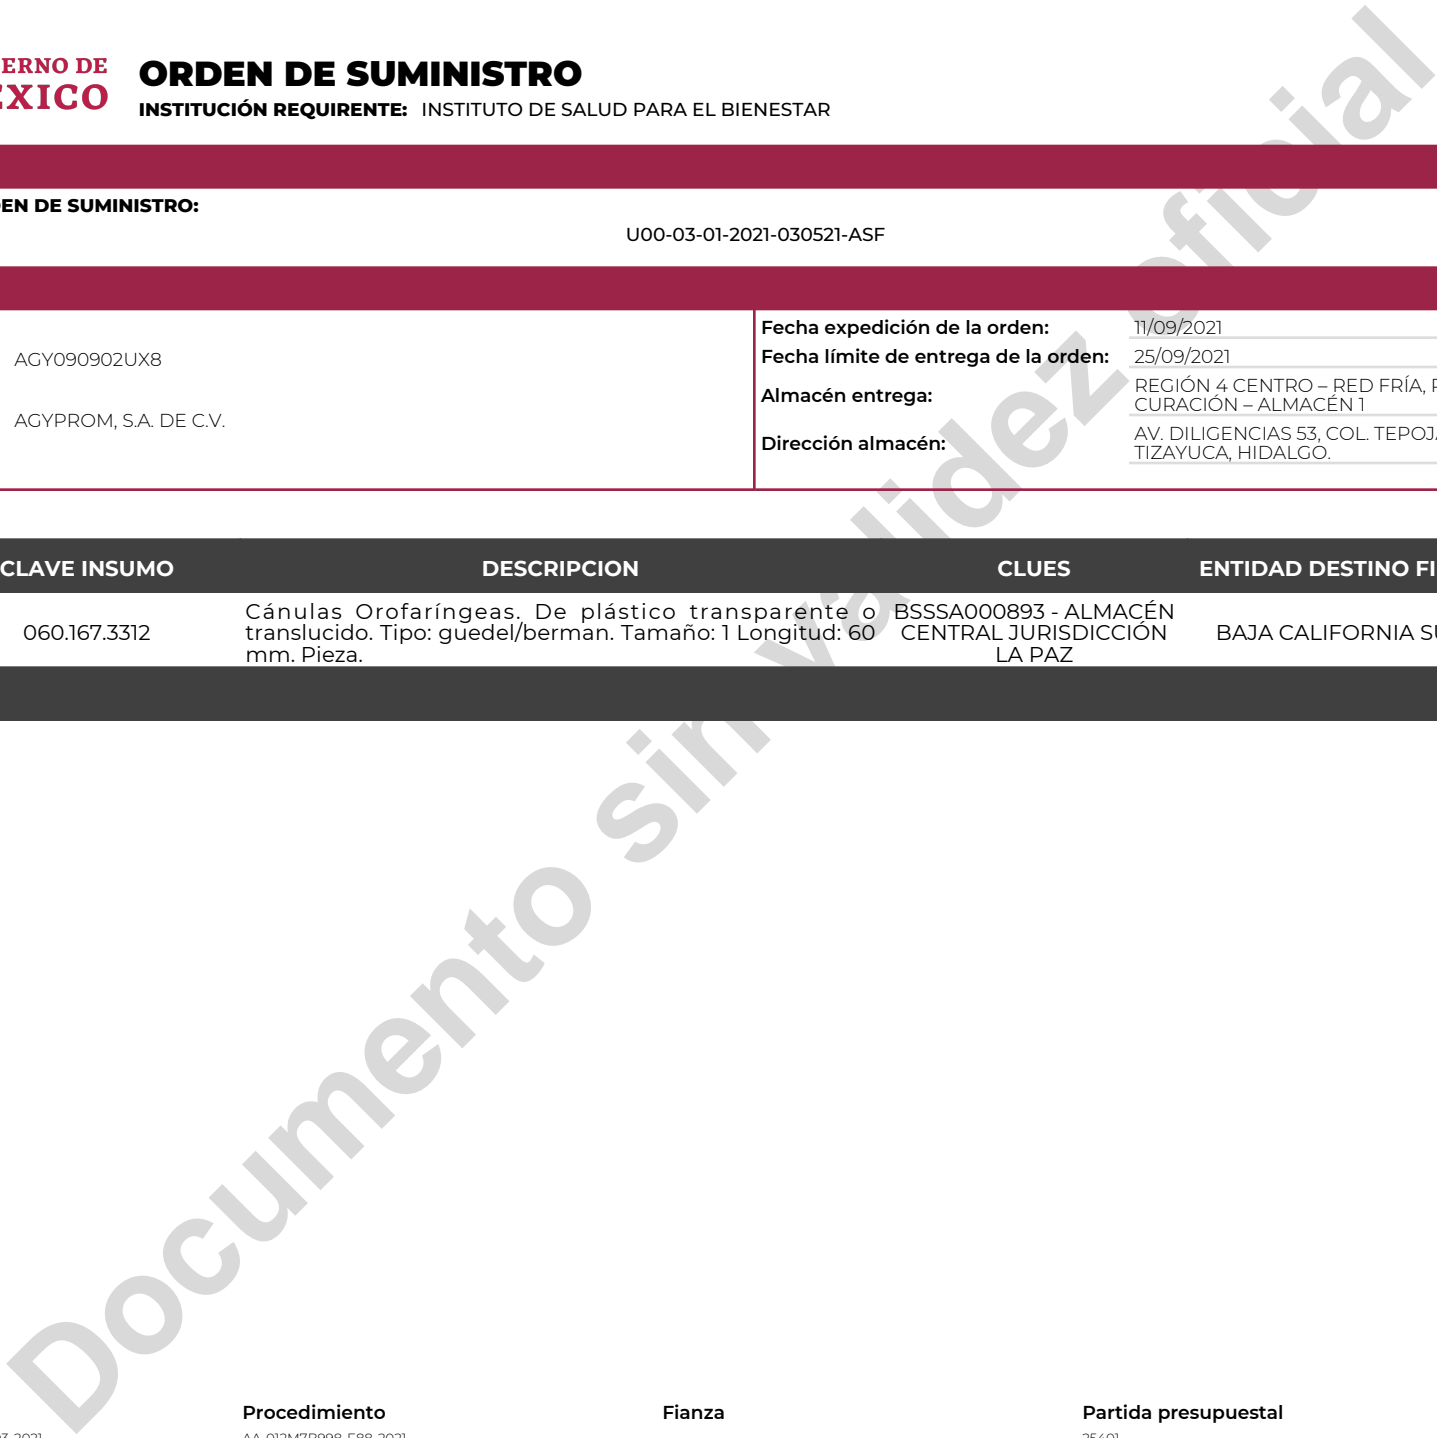 ERNO DE
ORDEN DE SUMINISTRO
INSTITUCIÓN REQUIRENTE: INSTITUTO DE SALUD PARA EL BIENESTAR
DE SUMINISTRO:
U00-03-01-2021-030521-ASF
AGY090902UX8
AGYPROM, S.A. DE C.V.
Fecha expedición de la orden: 11/09/2021
Fecha límite de entrega de la orden: 25/09/2021
Almacén entrega:
REGIÓN 4 CENTRO – RED FRÍA,
CURACIÓN – ALMACÉN 1
Dirección almacén:
AV. DILIGENCIAS 53, COL.
TIZAYUCA, HIDALGO.
CLAVE INSUMO DESCRIPCION CLUES ENTIDAD DESTINO
060.167.3312
Cánulas Orofaríngeas. De plástico transparente o
translucido. Tipo: guedel/berman. Tamaño: 1 Longitud: 60
mm. Pieza.
BSSSA000893 - ALMACÉN
CENTRAL JURISDICCIÓN
LA PAZ
BAJA CALIFORNIA
Documento sin validez oficial
Procedimiento Fianza Partida presupuestal